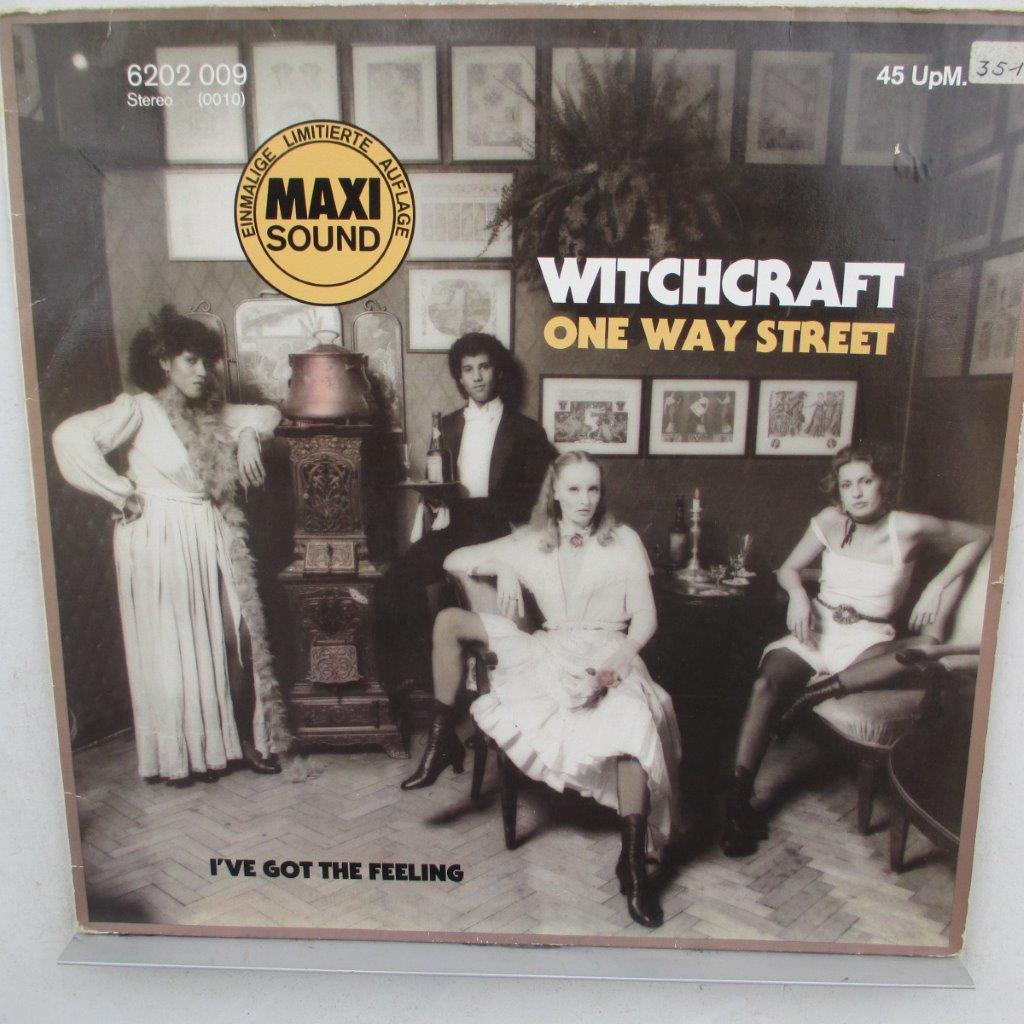 6202 009
Stereo (0010)
45 UpM.
351
EINMALIGE LIMITIERTE AUFLAGE
MAXI
SOUND
WITCHCRAFT
ONE WAY STREET
I'VE GOT THE FEELING